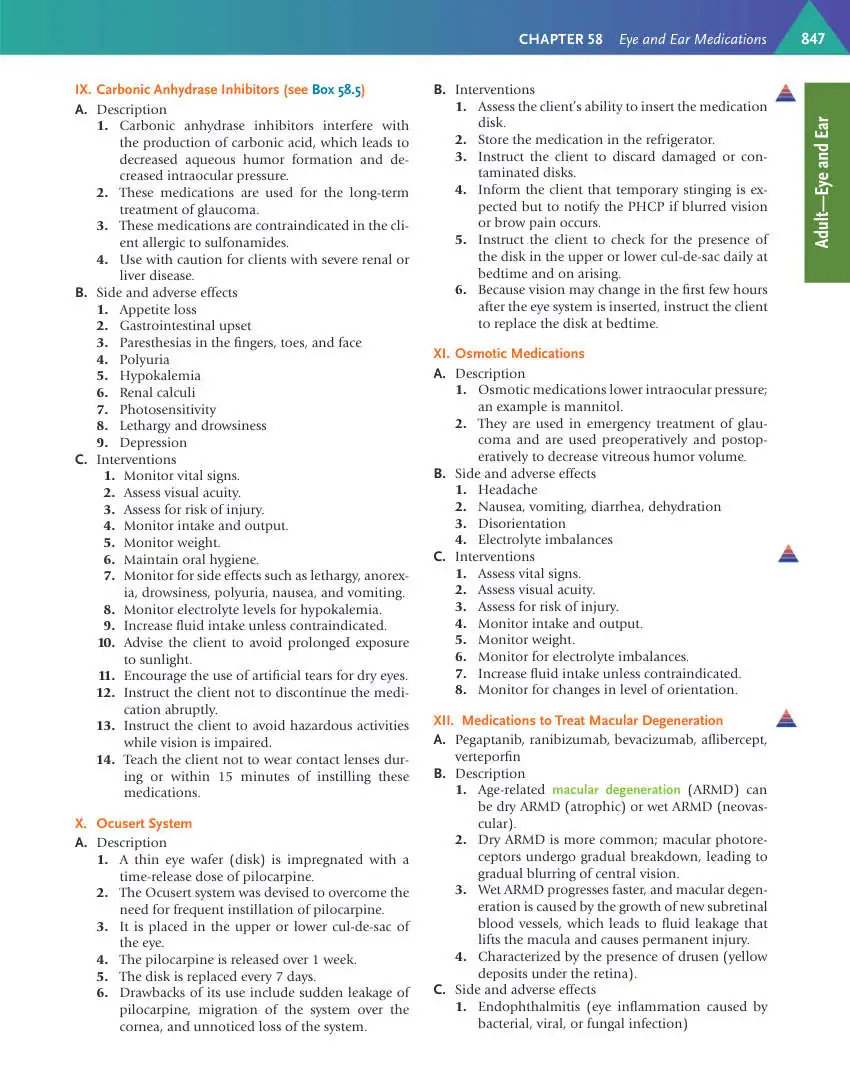 CHAPTER 58 Eye and Ear Medications 847
IX. Carbonic Anhydrase Inhibitors (see Box 58.5)
A. Description
1. Carbonic anhydrase inhibitors interfere with
the production of carbonic acid, which leads to
decreased aqueous humor formation and de-
creased intraocular pressure.
2. These medications are used for the long-term
treatment of glaucoma.
3. These medications are contraindicated in the cli-
ent allergic to sulfonamides.
4. Use with caution for clients with severe renal or
liver disease.
B. Side and adverse effects
1. Appetite loss
2. Gastrointestinal upset
3. Paresthesias in the fingers, toes, and face
4. Polyuria
5. Hypokalemia
6. Renal calculi
7. Photosensitivity
8. Lethargy and drowsiness
9. Depression
C. Interventions
1. Monitor vital signs.
2. Assess visual acuity.
3. Assess for risk of injury.
4. Monitor intake and output.
5. Monitor weight.
6. Maintain oral hygiene.
7. Monitor for side effects such as lethargy, anorex-
ia, drowsiness, polyuria, nausea, and vomiting.
8. Monitor electrolyte levels for hypokalemia.
9. Increase fluid intake unless contraindicated.
10. Advise the client to avoid prolonged exposure
to sunlight.
11. Encourage the use of artificial tears for dry eyes.
12. Instruct the client not to discontinue the medi-
cation abruptly.
13. Instruct the client to avoid hazardous activities
while vision is impaired.
14. Teach the client not to wear contact lenses dur-
ing or within 15 minutes of instilling these
medications.
X. Ocusert System
A. Description
1. A thin eye wafer (disk) is impregnated with a
time-release dose of pilocarpine.
2. The Ocusert system was devised to overcome the
need for frequent instillation of pilocarpine.
3. It is placed in the upper or lower cul-de-sac of
the eye.
4. The pilocarpine is released over 1 week.
5. The disk is replaced every 7 days.
6. Drawbacks of its use include sudden leakage of
pilocarpine, migration of the system over the
cornea, and unnoticed loss of the system.
B. Interventions
1. Assess the client's ability to insert the medication
disk.
2. Store the medication in the refrigerator.
3. Instruct the client to discard damaged or con-
taminated disks.
4. Inform the client that temporary stinging is ex-
pected but to notify the PHCP if blurred vision
or brow pain occurs.
5. Instruct the client to check for the presence of
the disk in the upper or lower cul-de-sac daily at
bedtime and on arising.
6. Because vision may change in the first few hours
after the eye system is inserted, instruct the client
to replace the disk at bedtime.
XI. Osmotic Medications
A. Description
1. Osmotic medications lower intraocular pressure;
an example is mannitol.
2. They are used in emergency treatment of glau-
coma and are used preoperatively and postop-
eratively to decrease vitreous humor volume.
B. Side and adverse effects
1. Headache
2. Nausea, vomiting, diarrhea, dehydration
3. Disorientation
4. Electrolyte imbalances
C. Interventions
1. Assess vital signs.
2. Assess visual acuity.
3. Assess for risk of injury.
4. Monitor intake and output.
5. Monitor weight.
6. Monitor for electrolyte imbalances.
7. Increase fluid intake unless contraindicated.
8. Monitor for changes in level of orientation.
XII. Medications to Treat Macular Degeneration
A. Pegaptanib, ranibizumab, bevacizumab, aflibercept,
verteporfin
B. Description
1. Age-related macular degeneration (ARMD) can
be dry ARMD (atrophic) or wet ARMD (neovas-
cular).
2. Dry ARMD is more common; macular photore-
ceptors undergo gradual breakdown, leading to
gradual blurring of central vision.
3. Wet ARMD progresses faster, and macular degen-
eration is caused by the growth of new subretinal
blood vessels, which leads to fluid leakage that
lifts the macula and causes permanent injury.
4. Characterized by the presence of drusen (yellow
deposits under the retina).
C. Side and adverse effects
1. Endophthalmitis (eye inflammation caused by
bacterial, viral, or fungal infection)
Adult—Eye and Ear